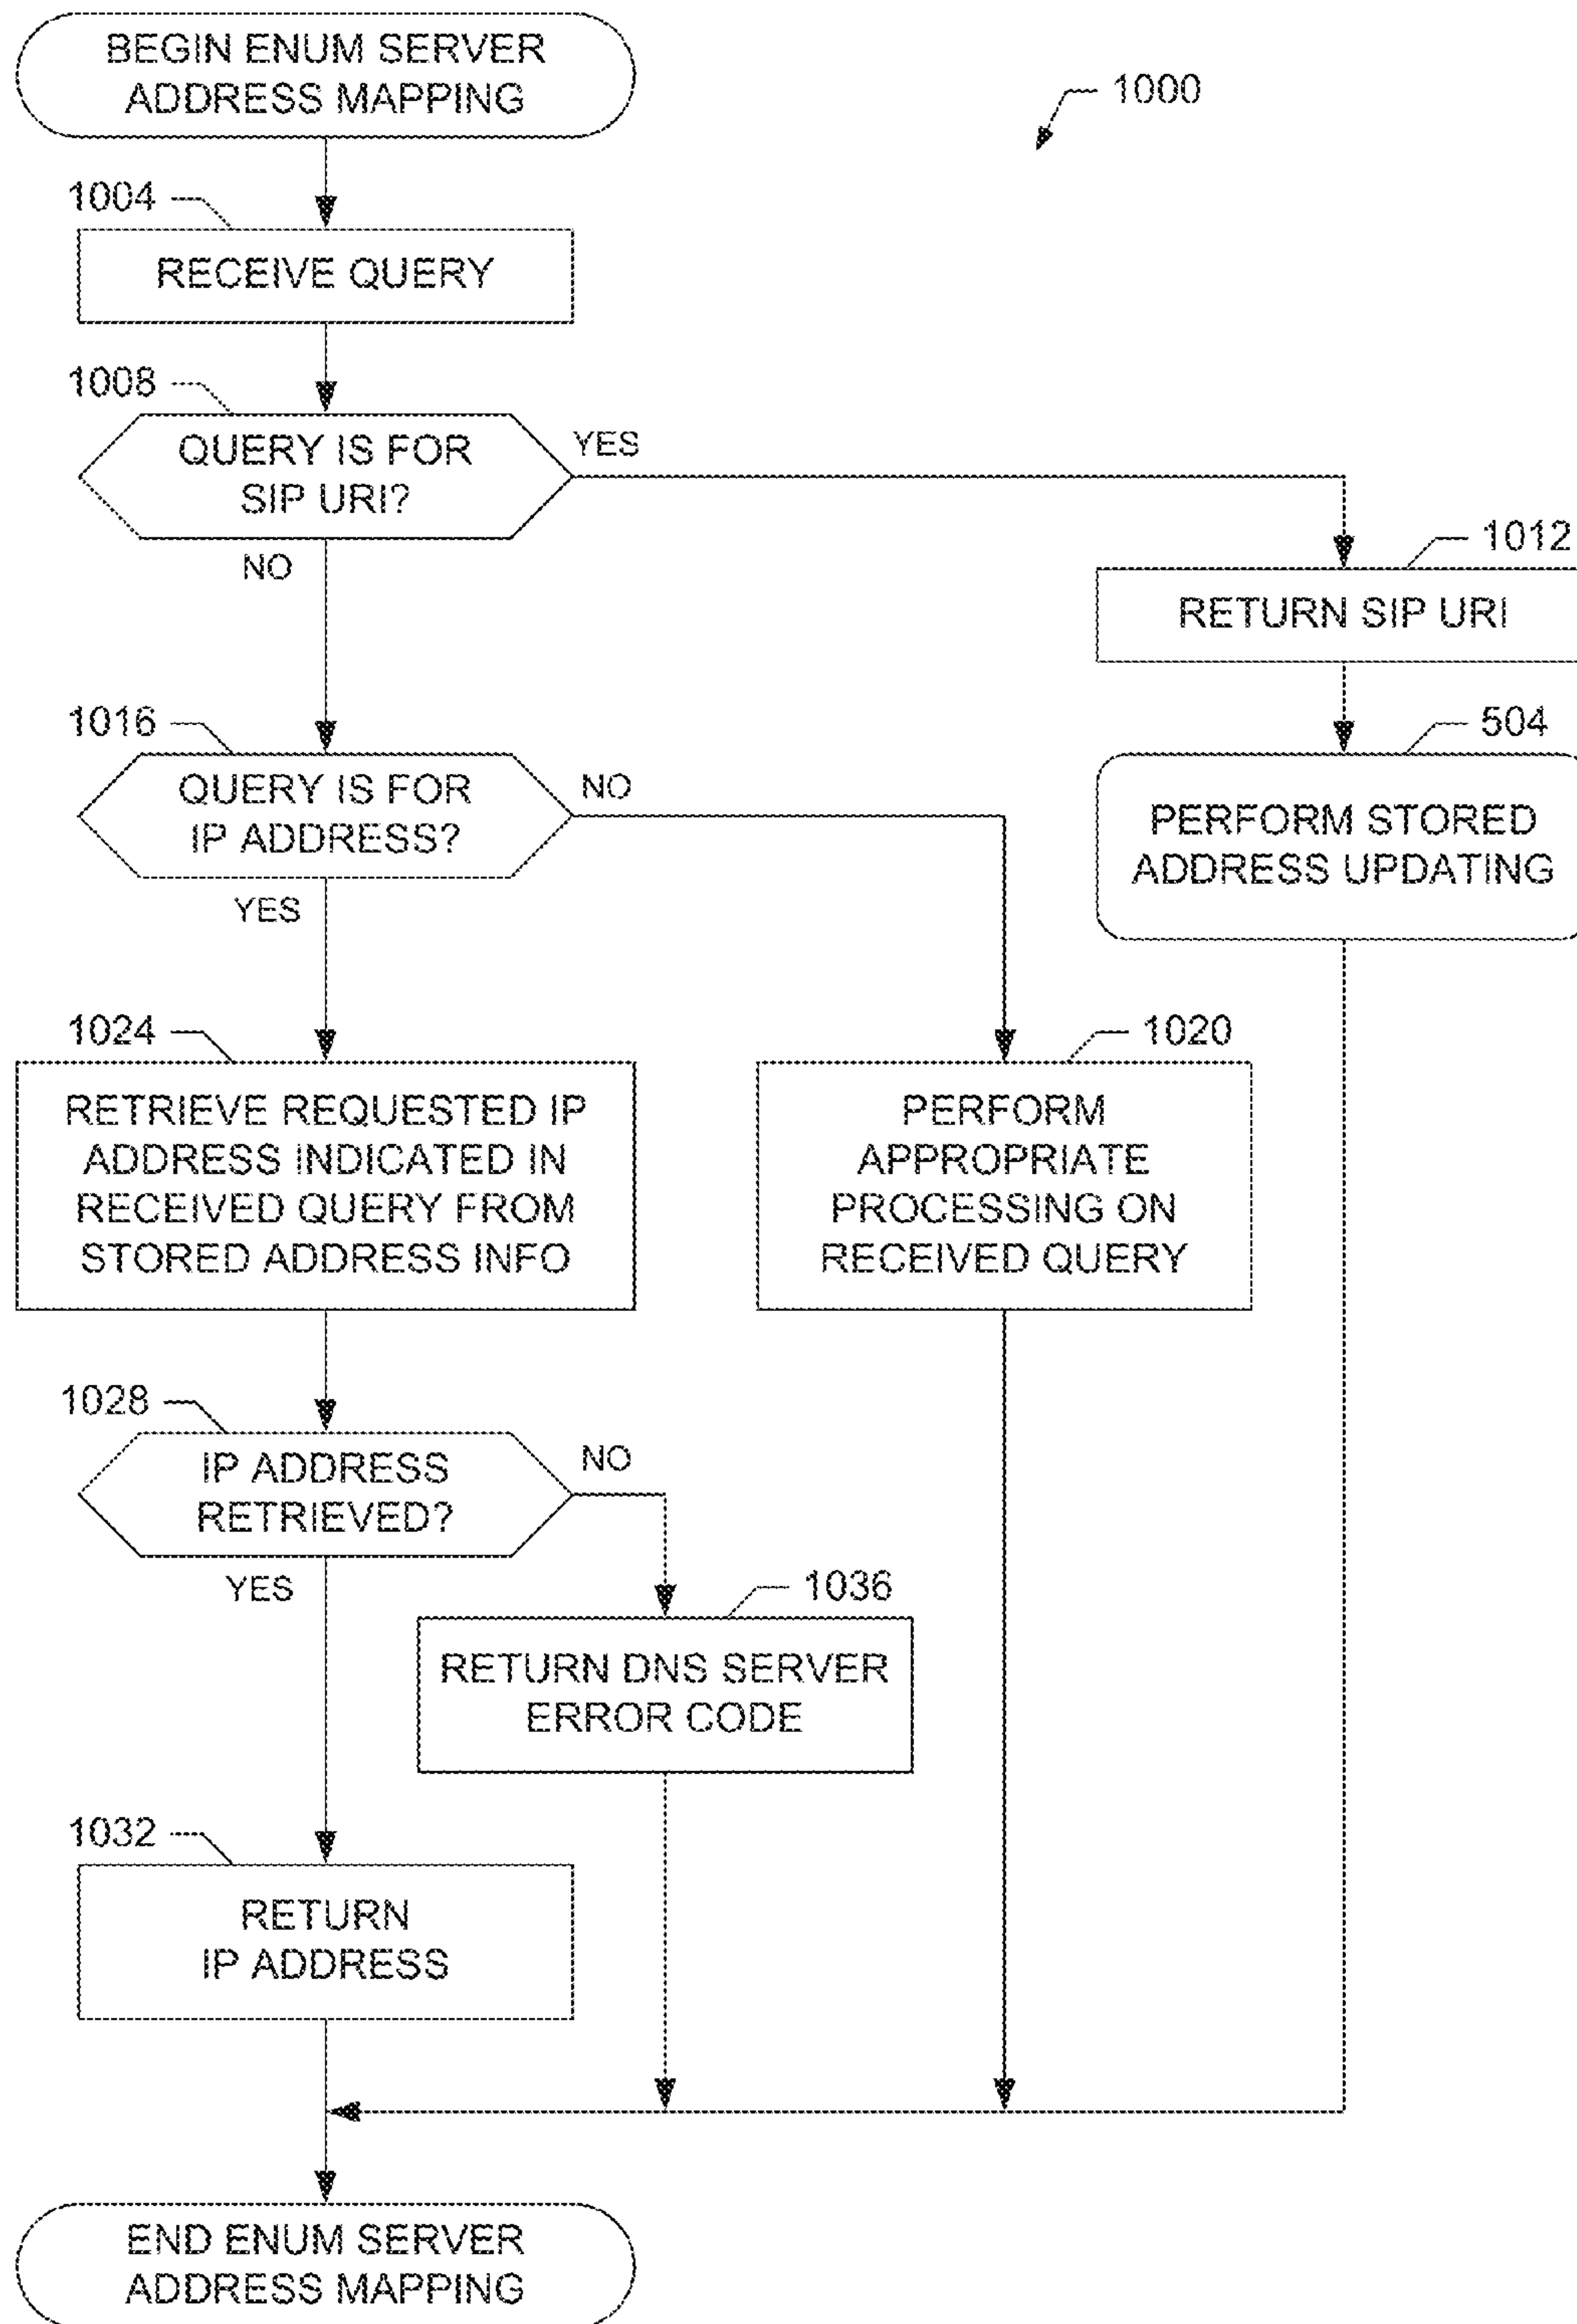 BEGIN ENUM SERVER
ADDRESS MAPPING
1000
1004
RECEIVE QUERY
1008
QUERY IS FOR
SIP URI?
YES
NO
1012
RETURN SIP URI
1016
QUERY IS FOR
IP ADDRESS?
NO
YES
504
PERFORM STORED
ADDRESS UPDATING
1024
RETRIEVE REQUESTED IP
ADDRESS INDICATED IN
RECEIVED QUERY FROM
STORED ADDRESS INFO
1020
PERFORM
APPROPRIATE
PROCESSING ON
RECEIVED QUERY
1028
IP ADDRESS
RETRIEVED?
NO
YES
1036
RETURN DNS SERVER
ERROR CODE
1032
RETURN
IP ADDRESS
END ENUM SERVER
ADDRESS MAPPING